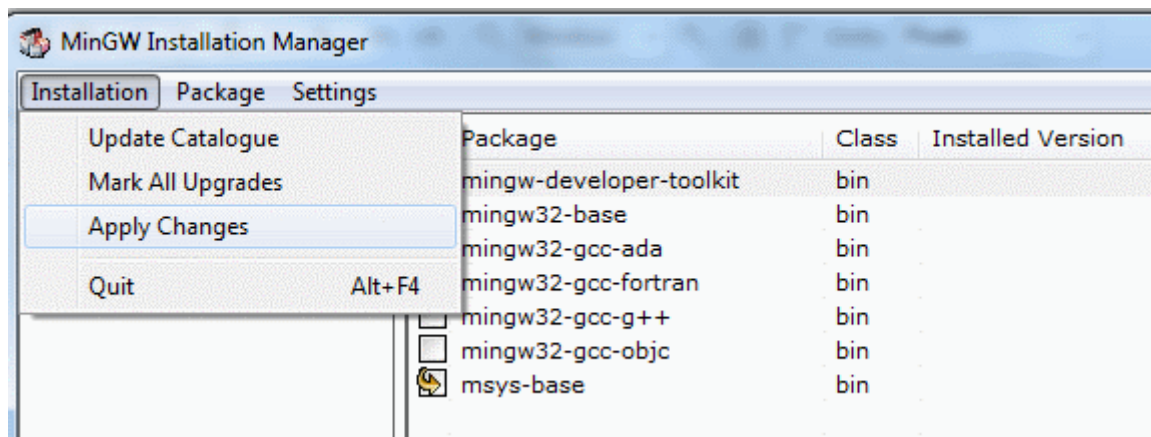 MinGW Installation Manager
Installation Package Settings
Update Catalogue
Mark All Upgrades
Apply Changes
Quit Alt+F4
Package Class Installed Version
mingw-developer-toolkit bin
mingw32-base bin
mingw32-gcc-ada bin
mingw32-gcc-fortran bin
mingw32-gcc-g++ bin
mingw32-gcc-objc bin
msys-base bin